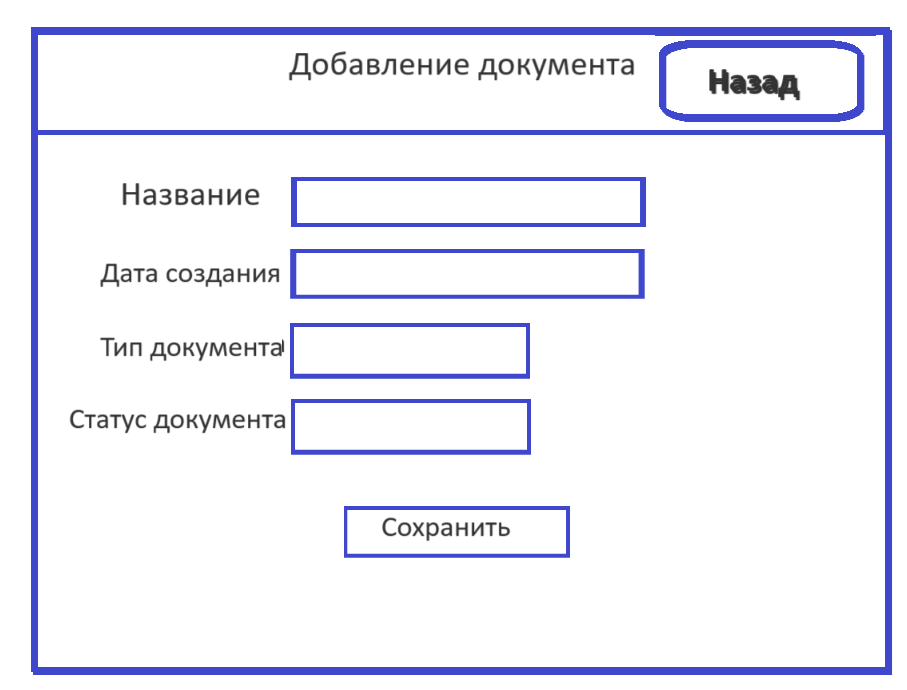 Добавление документа
Назад
Название
Дата создания
Тип документа
Статус документа
Сохранить